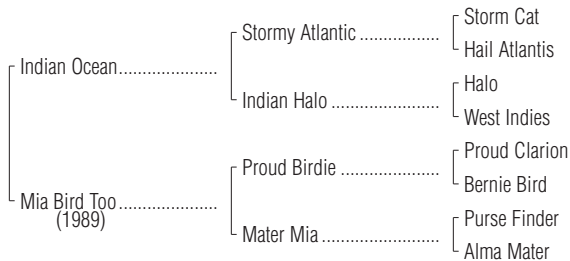 Storm Cat
Stormy Atlantic ..................
Hail Atlantis
Indian Ocean......................
Halo
Indian Halo ........................
West Indies
Proud Clarion
Proud Birdie ......................
Bernie Bird
Mia Bird Too......................
(1989)
Purse Finder
Mater Mia..........................
Alma Mater